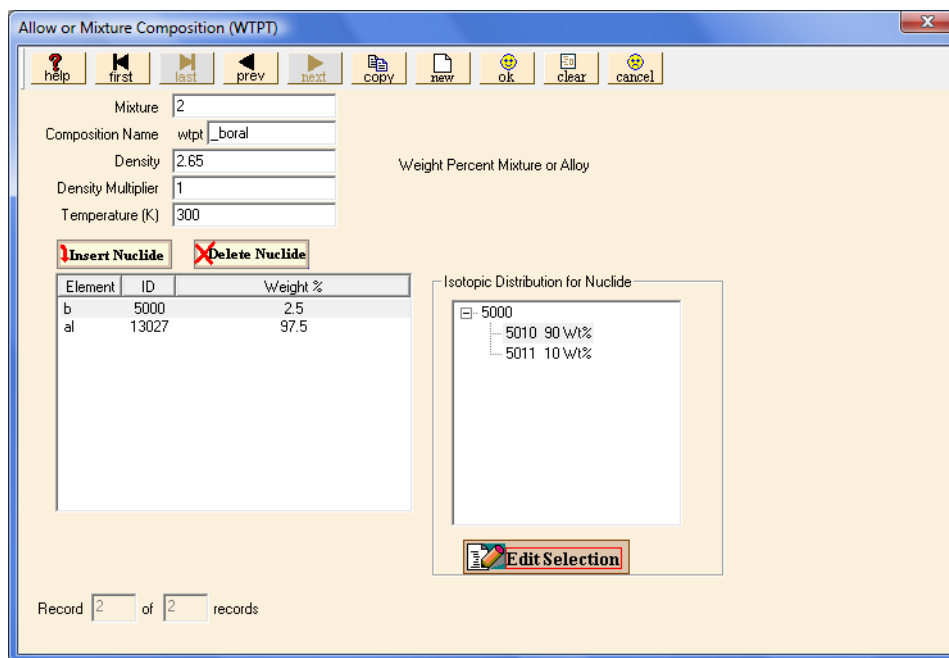 Allow or Mixture Composition (WTPT)
help first last prev next copy new ok clear cancel
Mixture 2
Composition Name wtpt _boral
Density 2.65
Weight Percent Mixture or Alloy
Density Multiplier 1
Temperature (K) 300
Insert Nuclide Delete Nuclide
Isotopic Distribution for Nuclide
Element ID Weight %
b 5000 2.5
al 13027 97.5
5000
5010 90 Wt%
5011 10 Wt%
Edit Selection
Record 2 of 2 records